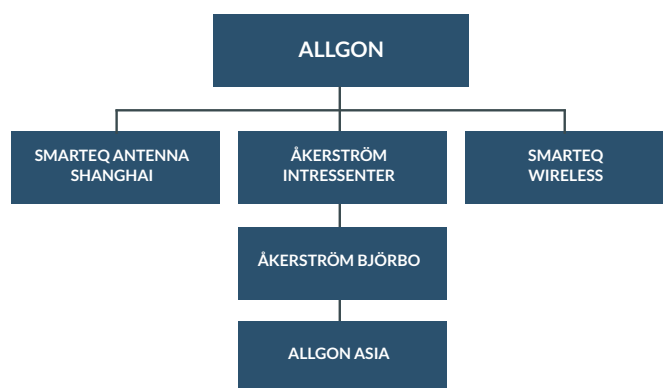 ALLGON
SMARTEQ ANTENNA
SHANGHAI
ÅKERSTRÖM
INTRESSENTER
SMARTEQ
WIRELESS
ÅKERSTRÖM BJÖRBO
ALLGON ASIA